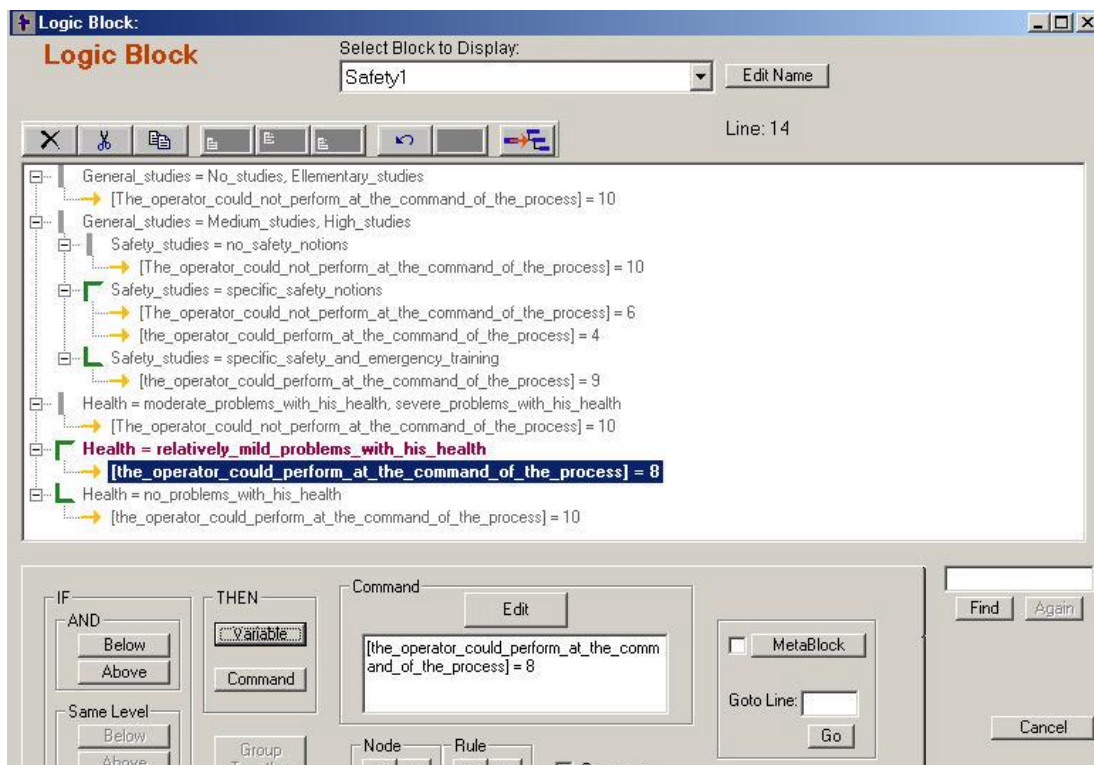 Logic Block:
Logic Block
Select Block to Display:
Safety1
Edit Name
Line: 14
General_studies = No_studies, Ellementary_studies
[The_operator_could_not_perform_at_the_command_of_the_process] = 10
General_studies = Medium_studies, High_studies
Safety_studies = no_safety_notions
[The_operator_could_not_perform_at_the_command_of_the_process] = 10
Safety_studies = specific_safety_notions
[The_operator_could_not_perform_at_the_command_of_the_process] = 6
[the_operator_could_perform_at_the_command_of_the_process] = 4
Safety_studies = specific_safety_and_emergency_training
[the_operator_could_perform_at_the_command_of_the_process] = 9
Health = moderate_problems_with_his_health, severe_problems_with_his_health
[The_operator_could_not_perform_at_the_command_of_the_process] = 10
Health = relatively_mild_problems_with_his_health
[the_operator_could_perform_at_the_command_of_the_process] = 8
Health = no_problems_with_his_health
[the_operator_could_perform_at_the_command_of_the_process] = 10
IF
AND
Below
Above
Same Level
Below
Above
THEN
Variable
Command
Group
Command
Edit
[the_operator_could_perform_at_the_comm
and_of_the_process] = 8
Node
Rule
MetaBlock
Goto Line:
Go
Find
Again
Cancel